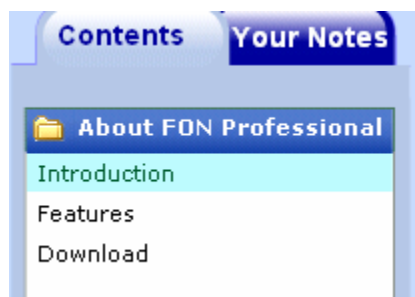 Contents Your Notes
About FON Professional
Introduction
Features
Download